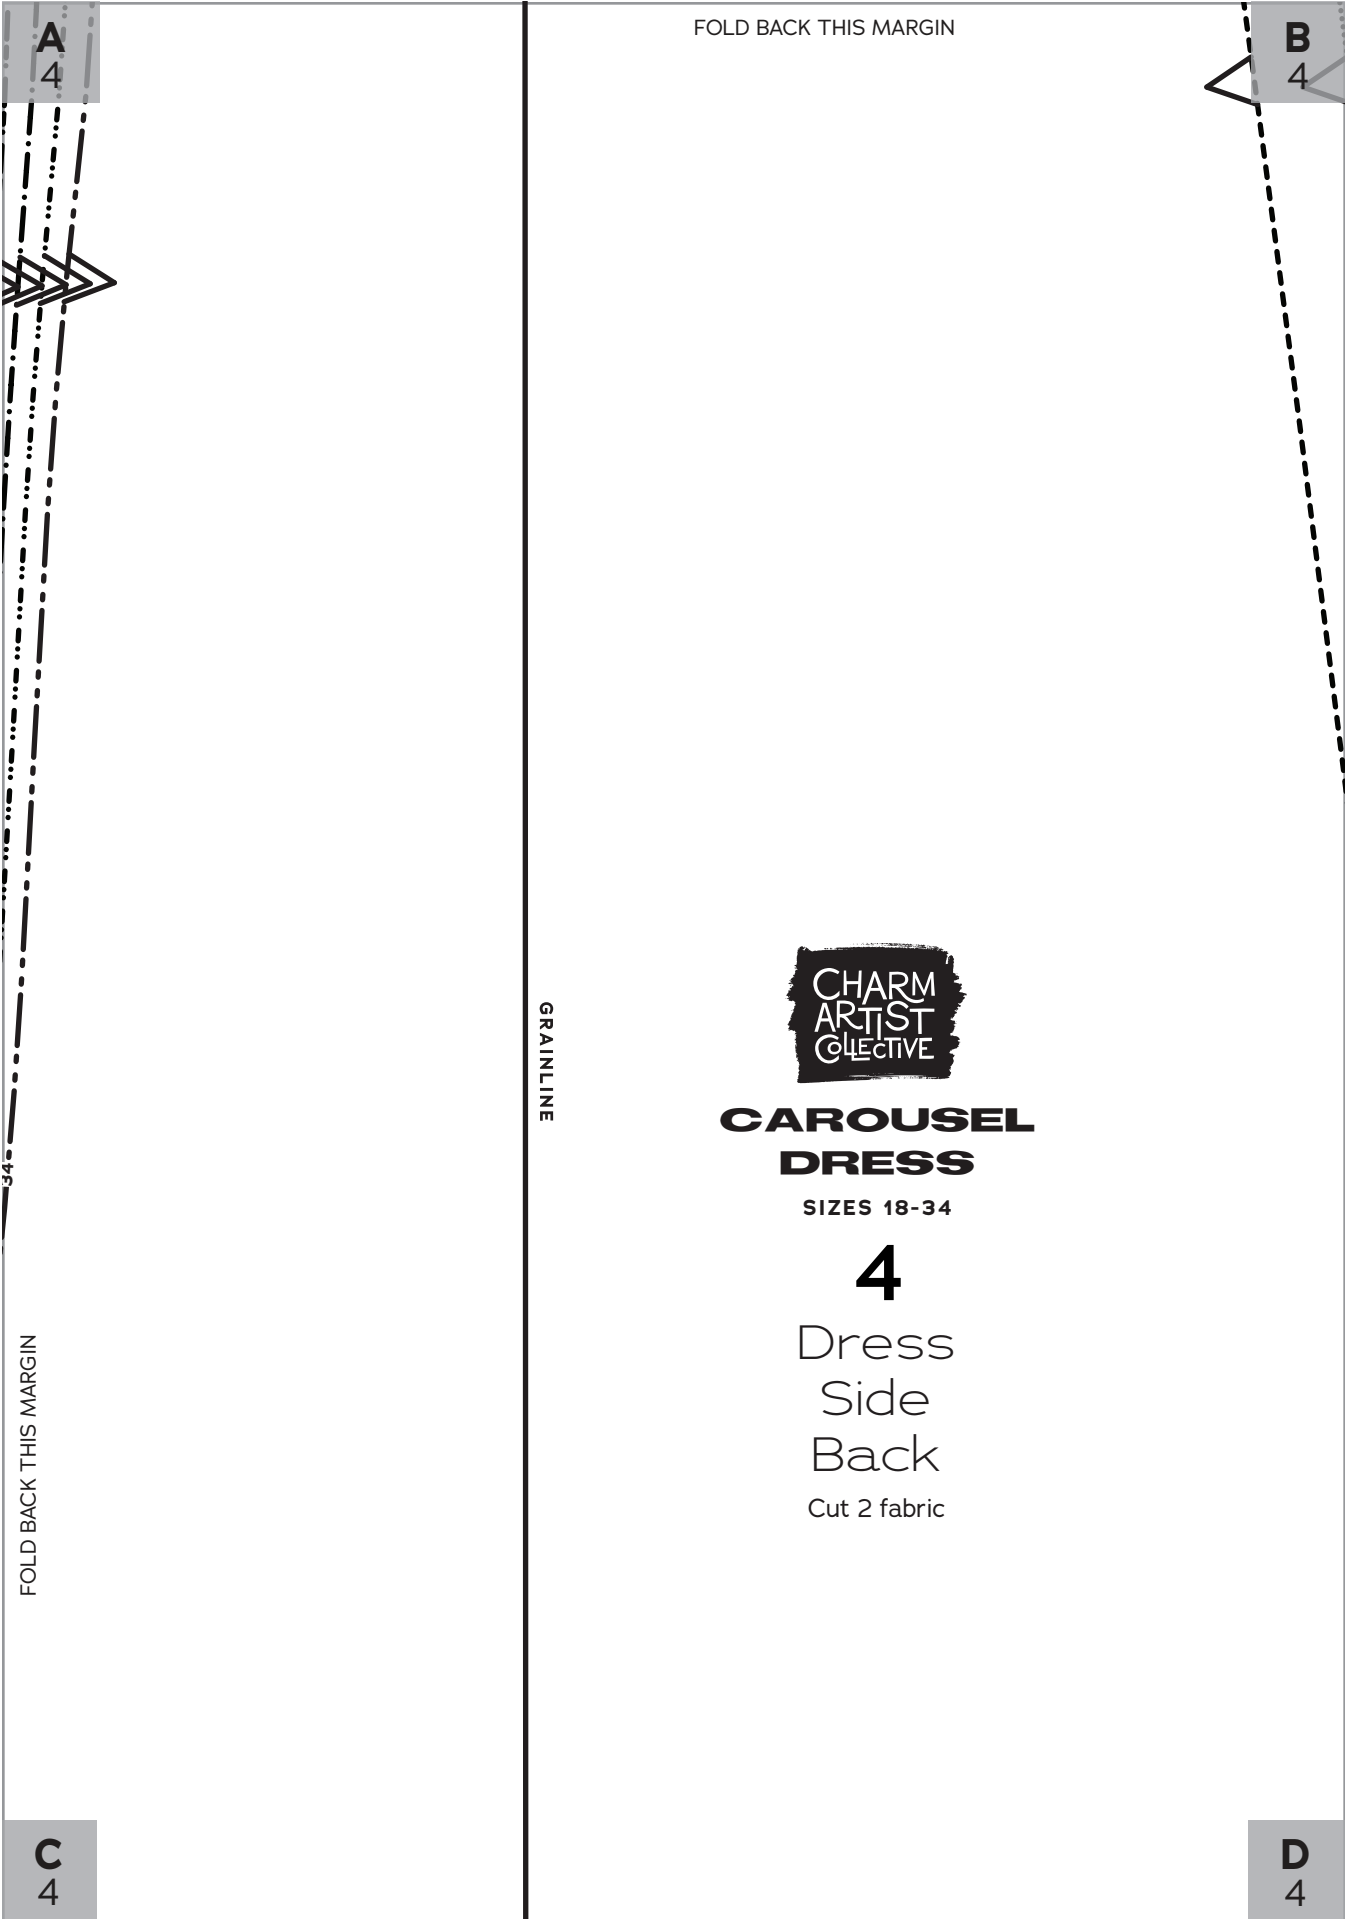 A
4
FOLD BACK THIS MARGIN
B
4
GRAINLINE
CHARM
ARTIST
COLLECTIVE
CAROUSEL
DRESS
SIZES 18-34
4
Dress
Side
Back
Cut 2 fabric
34
FOLD BACK THIS MARGIN
C
4
D
4